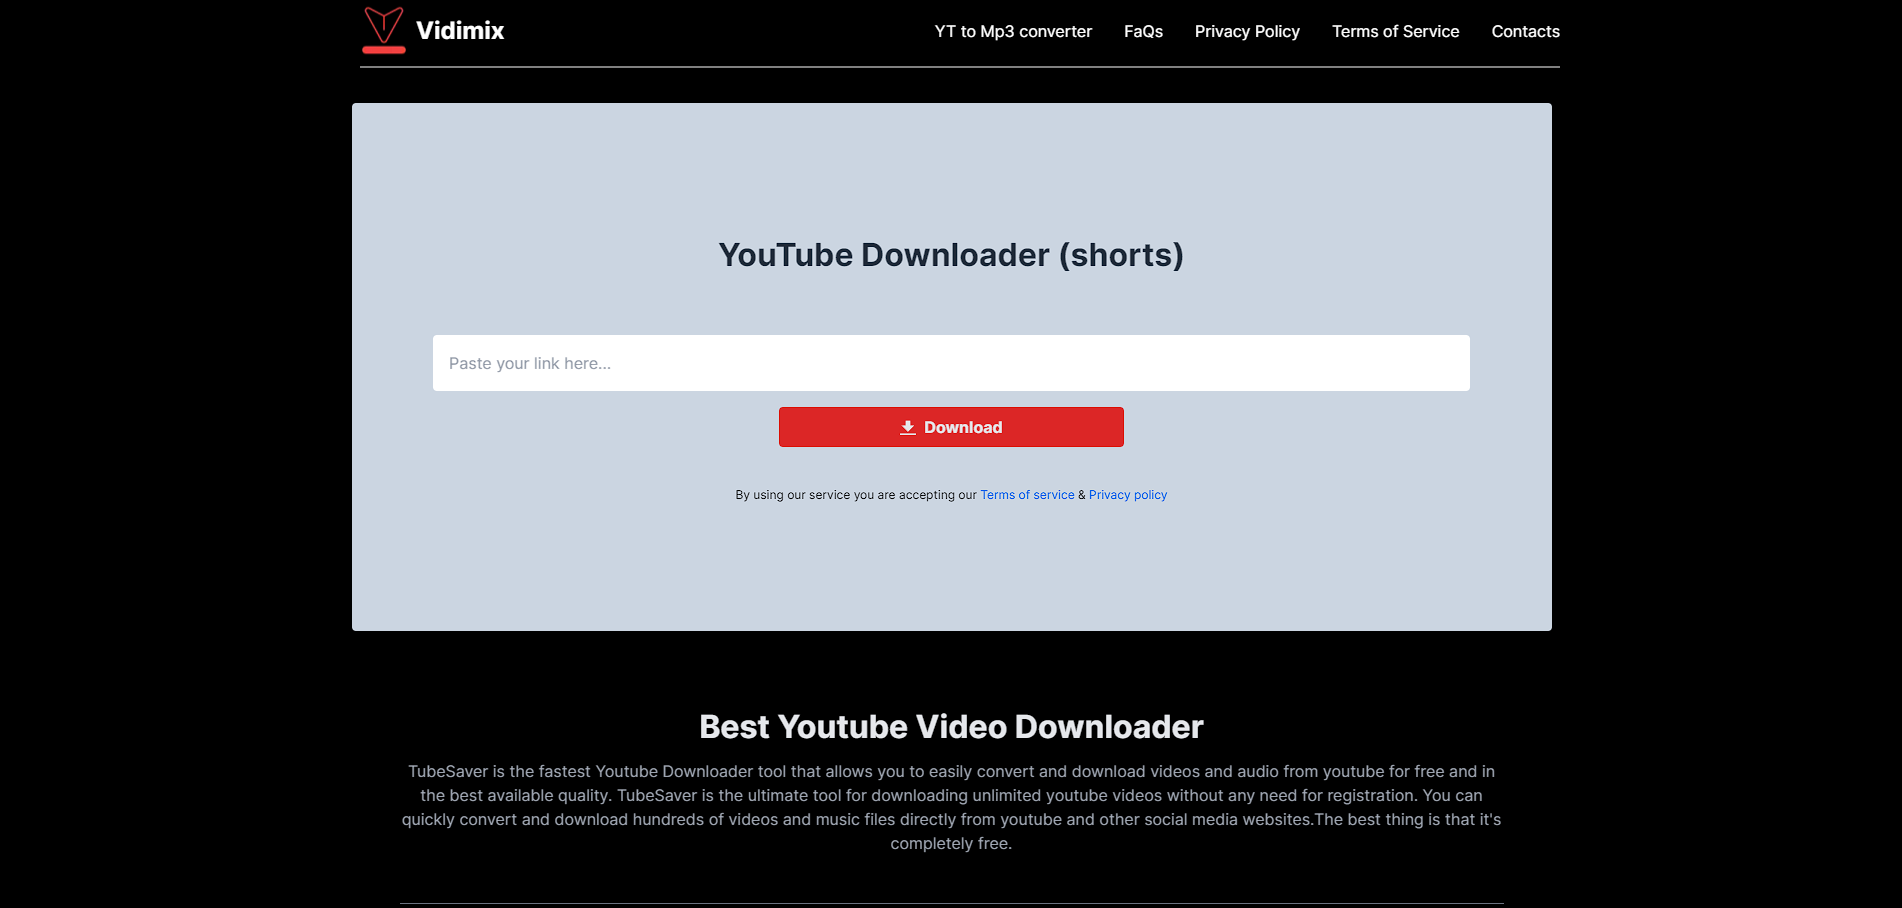 Vidimix
YT to Mp3 converter
FaQs
Privacy Policy
Terms of Service
Contacts
YouTube Downloader (shorts)
Paste your link here...
Download
By using our service you are accepting our Terms of service & Privacy policy
Best Youtube Video Downloader
TubeSaver is the fastest Youtube Downloader tool that allows you to easily convert and download videos and audio from youtube for free and in
the best available quality. TubeSaver is the ultimate tool for downloading unlimited youtube videos without any need for registration. You can
quickly convert and download hundreds of videos and music files directly from youtube and other social media websites.The best thing is that it's
completely free.